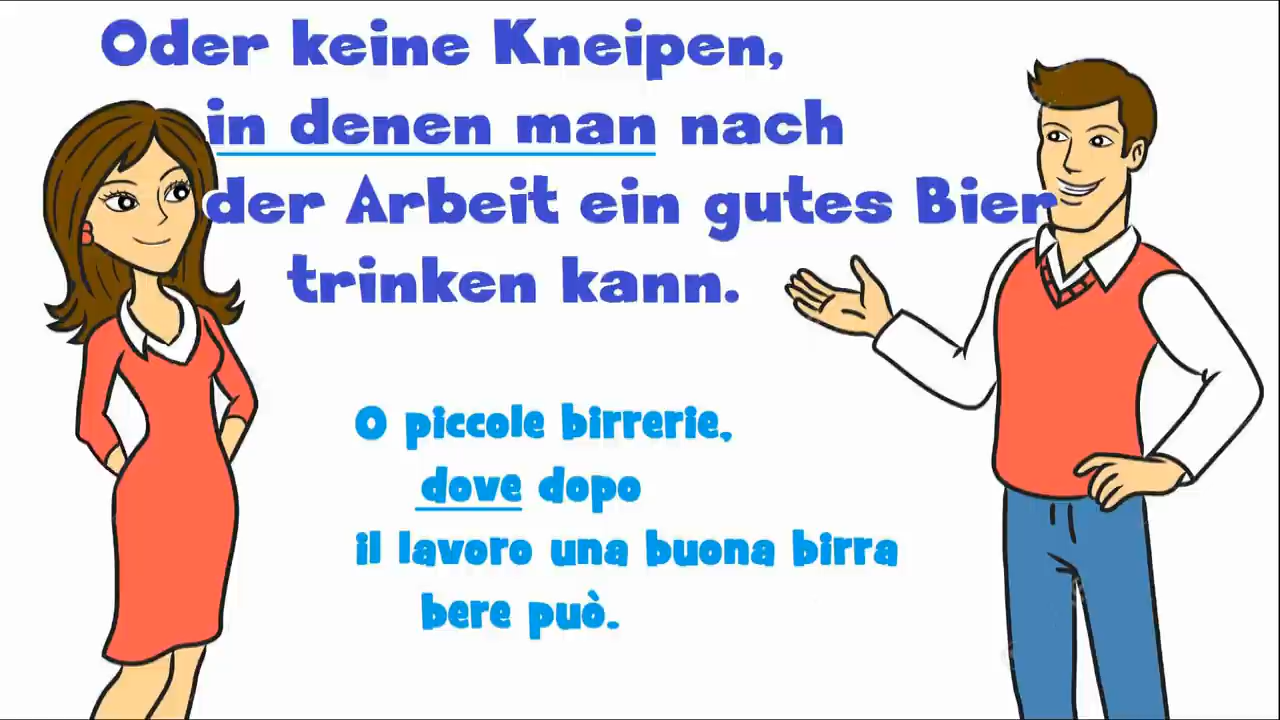 Oder keine Kneipen,
in denen man nach
der Arbeit ein gutes Bier
trinken kann.
O piccole birrerie,
dove dopo
il lavoro una buona birra
bere può.